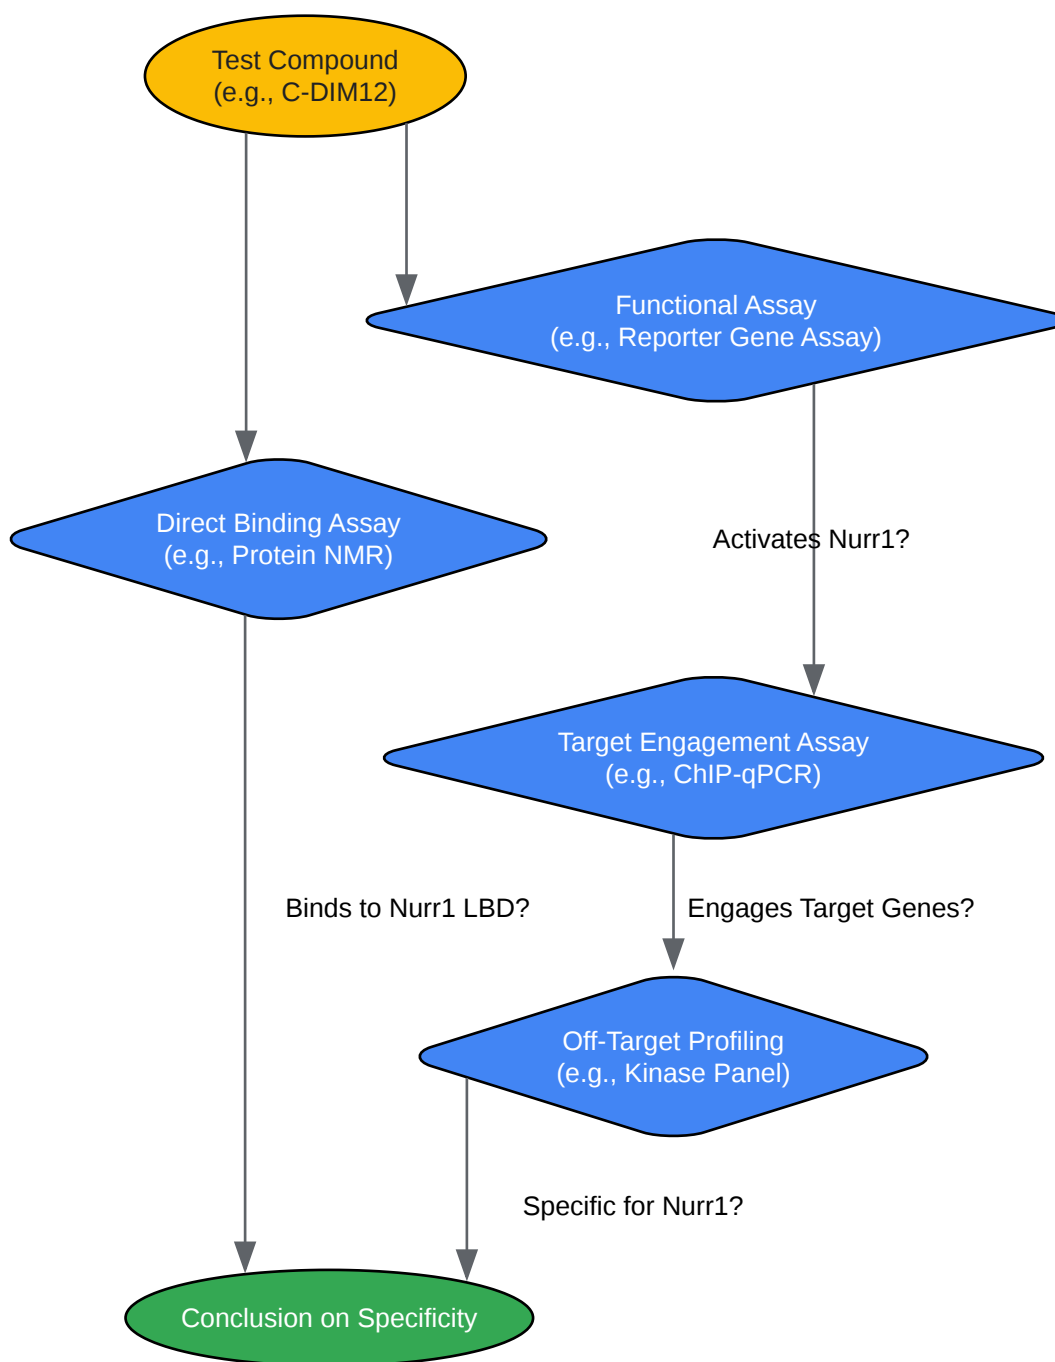 Test Compound
(e.g., C-DIM12)
Functional Assay
(e.g., Reporter Gene Assay)
Direct Binding Assay
(e.g., Protein NMR)
Activates Nurr1?
Target Engagement Assay
(e.g., ChIP-qPCR)
Binds to Nurr1 LBD?
Engages Target Genes?
Off-Target Profiling
(e.g., Kinase Panel)
Specific for Nurr1?
Conclusion on Specificity